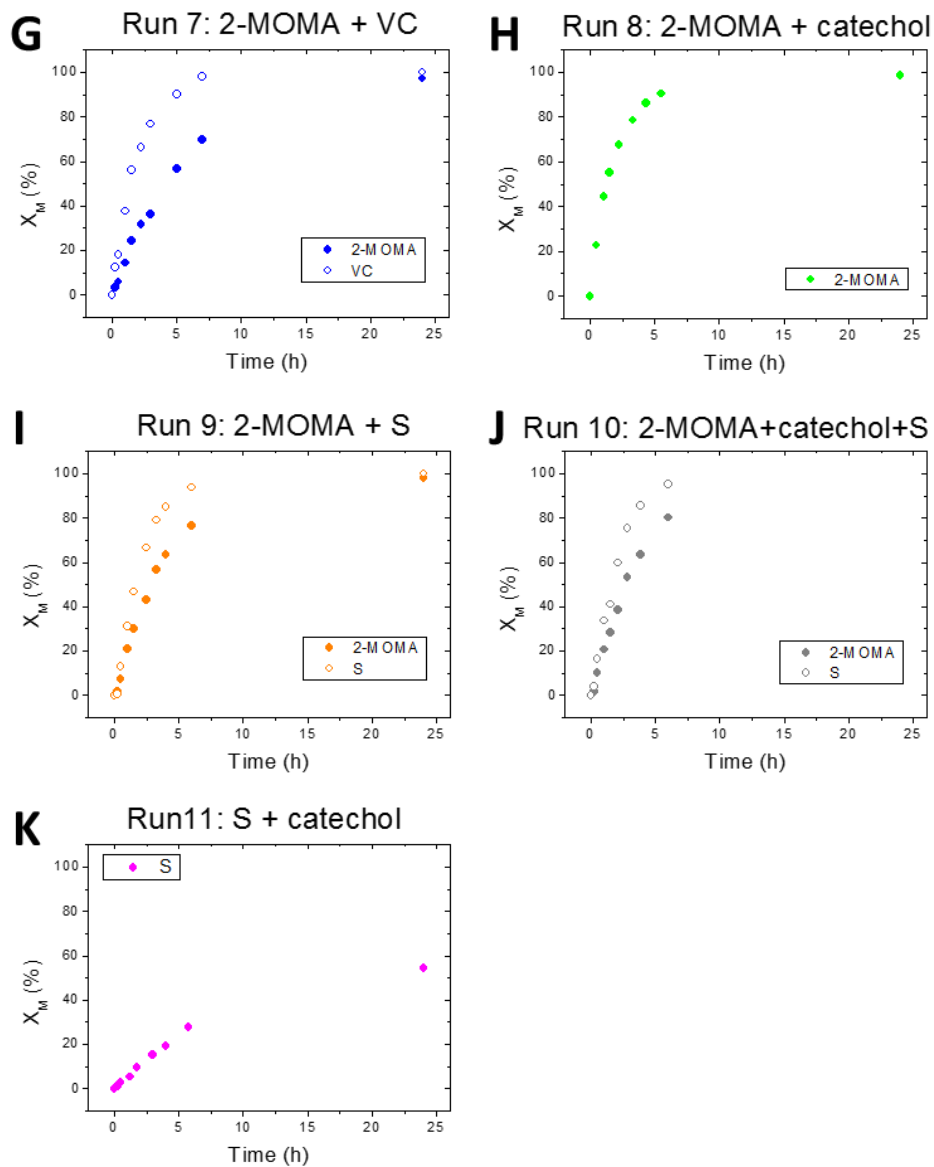 G
Run 7: 2-MOMA + VC
100
80
60
40
20
0
X_M (%)
2-MOMA
VC
0
5
10
15
20
25
Time (h)
H
Run 8: 2-MOMA + catechol
100
80
60
40
20
0
X_M (%)
2-MOMA
0
5
10
15
20
25
Time (h)
I
Run 9: 2-MOMA + S
100
80
60
40
20
0
X_M (%)
2-MOMA
S
0
5
10
15
20
25
Time (h)
J
Run 10: 2-MOMA+catechol+S
100
80
60
40
20
0
X_M (%)
2-MOMA
S
0
5
10
15
20
25
Time (h)
K
Run11: S + catechol
S
100
80
60
40
20
0
X_M (%)
0
5
10
15
20
25
Time (h)